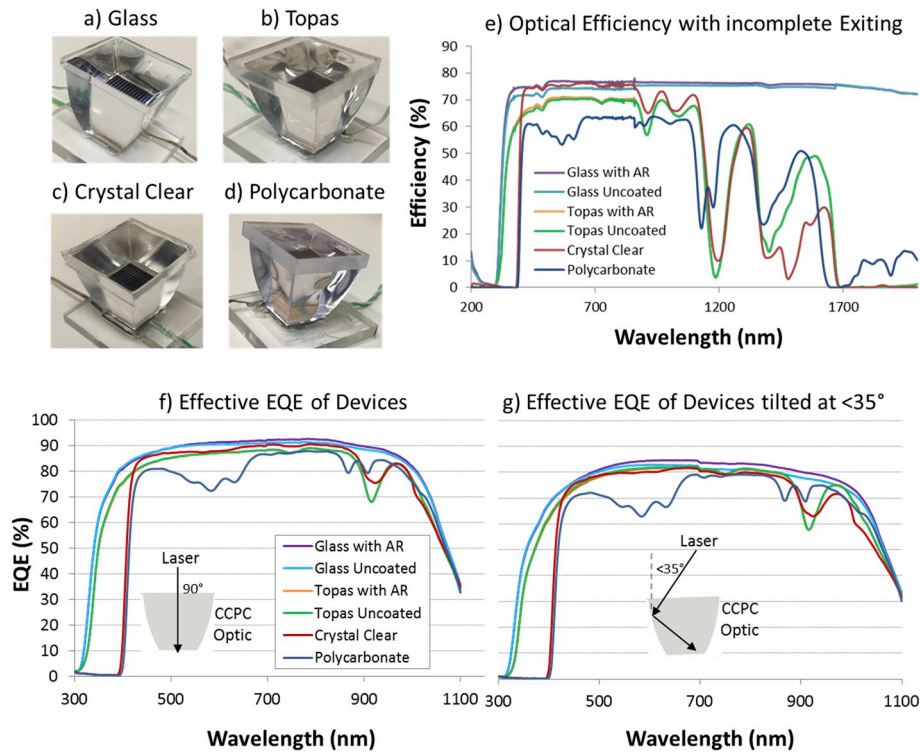 a) Glass
b) Topas
c) Crystal Clear
d) Polycarbonate
e) Optical Efficiency with incomplete Exiting
90
80
70
60
50
40
30
20
10
0
Efficiency (%)
Glass with AR
Glass Uncoated
Topas with AR
Topas Uncoated
Crystal Clear
Polycarbonate
200 700 1200 1700
Wavelength (nm)
f) Effective EQE of Devices
100
90
80
70
60
50
40
30
20
10
0
EQE (%)
Laser
90°
CCPC
Optic
Glass with AR
Glass Uncoated
Topas with AR
Topas Uncoated
Crystal Clear
Polycarbonate
300 500 700 900 1100
Wavelength (nm)
g) Effective EQE of Devices tilted at <35°
Laser
<35°
CCPC
Optic
300 500 700 900 1100
Wavelength (nm)